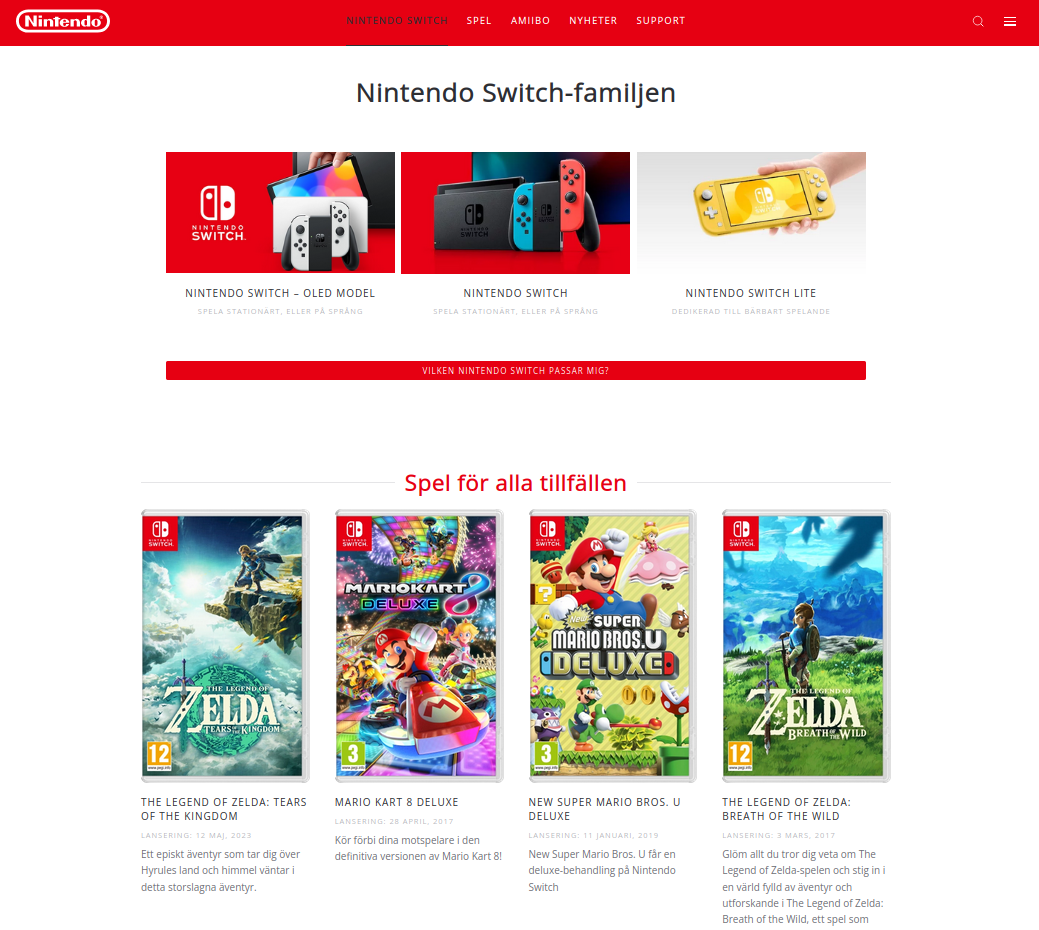 Nintendo
NINTENDO SWITCH SPEL AMIIBO NYHETER SUPPORT
Nintendo Switch-familjen
NINTENDO
SWITCH.
NINTENDO
SWITCH
NINTENDO SWITCH – OLED MODEL
NINTENDO SWITCH
NINTENDO SWITCH LITE
SPELA STATIONÄRT, ELLER PÅ SPRÅNG
SPELA STATIONÄRT, ELLER PÅ SPRÅNG
DEDIKERAD TILL BÄRBART SPELANDE
VILKEN NINTENDO SWITCH PASSAR MIG?
Spel för alla tillfällen
NINTENDO
SWITCH.
THE LEGEND OF
ZELDA
TEARS OF THE KINGDOM
12
www.pegi.info
NINTENDO
SWITCH.
MARIOKART
8
DELUXE
3
www.pegi.info
NINTENDO
SWITCH.
New
SUPER
MARIO BROS. U
DELUXE
3
www.pegi.info
NINTENDO
SWITCH.
THE LEGEND OF
ZELDA
BREATH OF THE WILD
12
www.pegi.info
THE LEGEND OF ZELDA: TEARS
OF THE KINGDOM
LANSERING: 12 MAJ, 2023
Ett episkt äventyr som tar dig över
Hyrules land och himmel väntar i
detta storslagna äventyr.
MARIO KART 8 DELUXE
LANSERING: 28 APRIL, 2017
Kör förbi dina motspelare i den
definitiva versionen av Mario Kart 8!
NEW SUPER MARIO BROS. U
DELUXE
LANSERING: 11 JANUARI, 2019
New Super Mario Bros. U får en
deluxe-behandling på Nintendo
Switch
THE LEGEND OF ZELDA:
BREATH OF THE WILD
LANSERING: 3 MARS, 2017
Glöm allt du tror dig veta om The
Legend of Zelda-spelen och stig in i
en värld fylld av äventyr och
utforskande i The Legend of Zelda:
Breath of the Wild, ett spel som